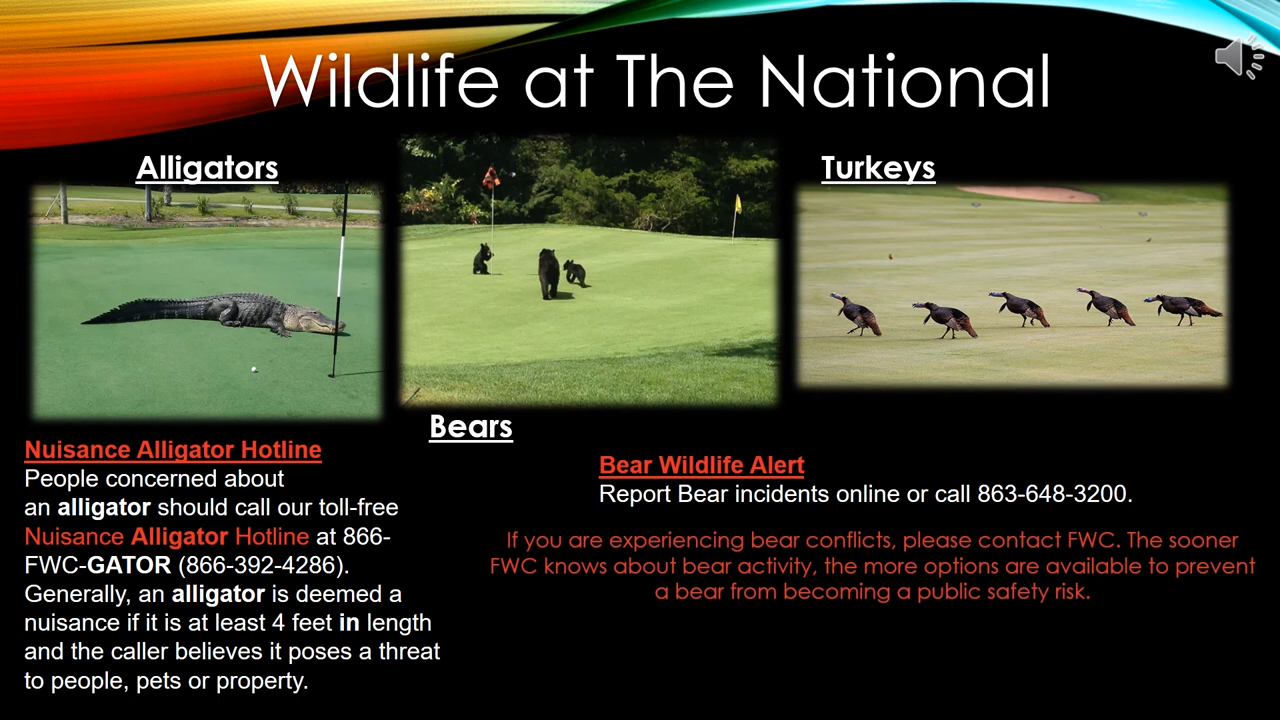 Wildlife at The National
Alligators
Turkeys
Bears
Nuisance Alligator Hotline
People concerned about
an alligator should call our toll-free
Nuisance Alligator Hotline at 866-
FWC-GATOR (866-392-4286).
Generally, an alligator is deemed a
nuisance if it is at least 4 feet in length
and the caller believes it poses a threat
to people, pets or property.
Bear Wildlife Alert
Report Bear incidents online or call 863-648-3200.
If you are experiencing bear conflicts, please contact FWC. The sooner
FWC knows about bear activity, the more options are available to prevent
a bear from becoming a public safety risk.